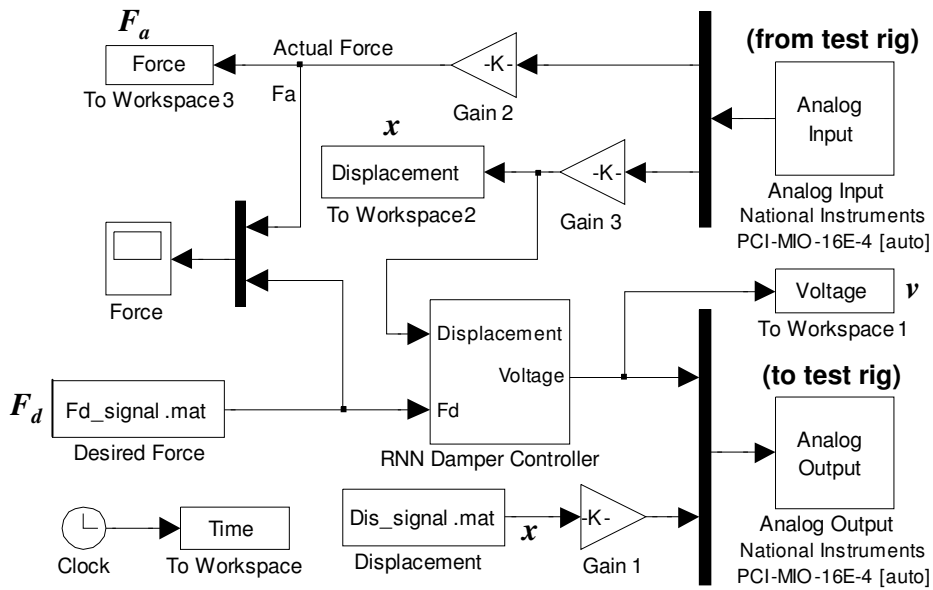 F_a
Force
To Workspace3
Actual Force
Fa
-K-
Gain 2
(from test rig)
Analog
Input
Analog Input
National Instruments
PCI-MIO-16E-4 [auto]
x
Displacement
To Workspace2
-K-
Gain 3
Force
Voltage
v
To Workspace1
Displacement
Voltage
Fd
RNN Damper Controller
F_d
Fd_signal .mat
Desired Force
(to test rig)
Analog
Output
Analog Output
National Instruments
PCI-MIO-16E-4 [auto]
Clock
Time
To Workspace
Dis_signal .mat
Displacement
x
-K-
Gain 1